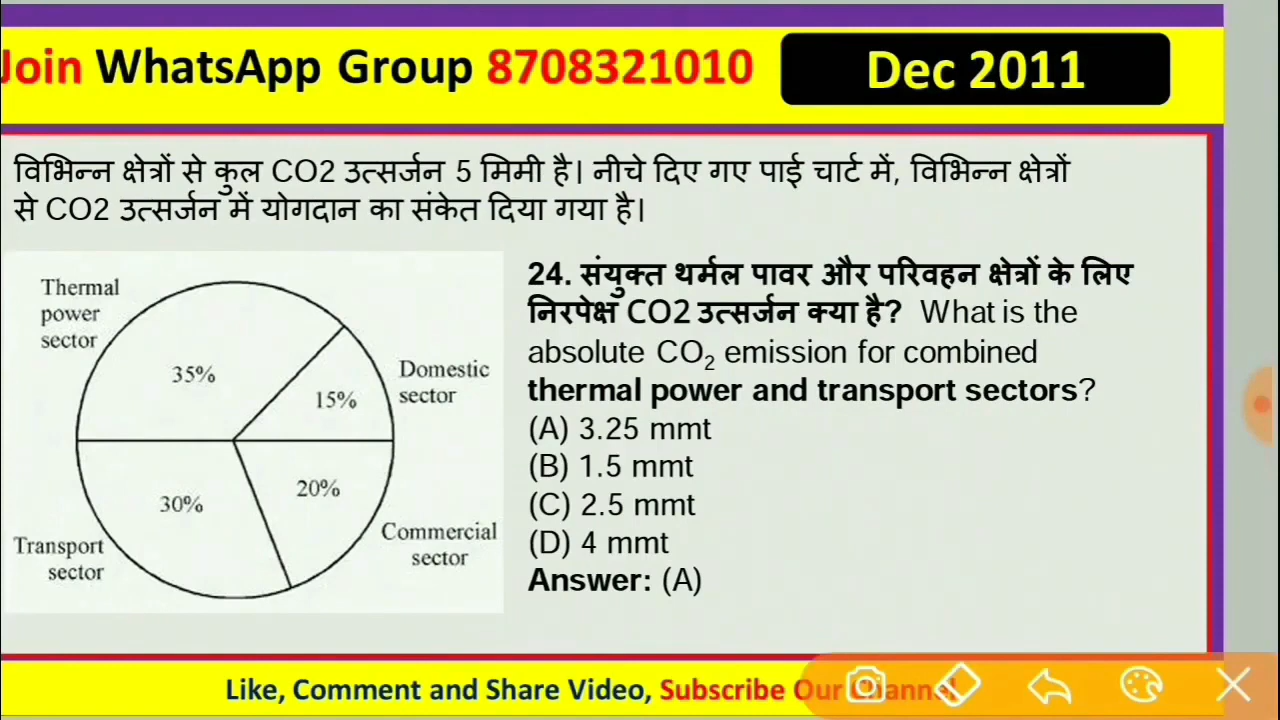 Join WhatsApp Group 8708321010
Dec 2011
विभिन्न क्षेत्रों से कुल CO2 उत्सर्जन 5 मिमी है। नीचे दिए गए पाई चार्ट में, विभिन्न क्षेत्रों
से CO2 उत्सर्जन में योगदान का संकेत दिया गया है।
Thermal
power
sector
35%
Domestic
sector
15%
30%
20%
Transport
sector
Commercial
sector
24. संयुक्त थर्मल पावर और परिवहन क्षेत्रों के लिए
निरपेक्ष CO2 उत्सर्जन क्या है? What is the
absolute CO₂ emission for combined
thermal power and transport sectors?
(A) 3.25 mmt
(B) 1.5 mmt
(C) 2.5 mmt
(D) 4 mmt
Answer: (A)
Like, Comment and Share Video, Subscribe Our Channel